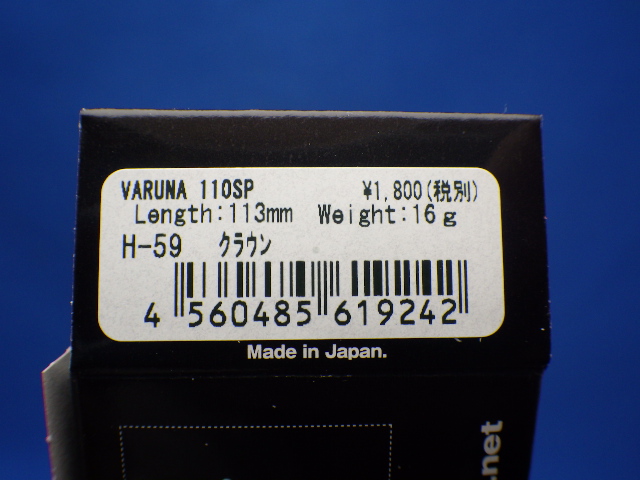 VARUNA 110SP ¥1,800(税別)
Length:113mm Weight:16g
H-59 クラウン
4 560485 619242
Made in Japan.
.net